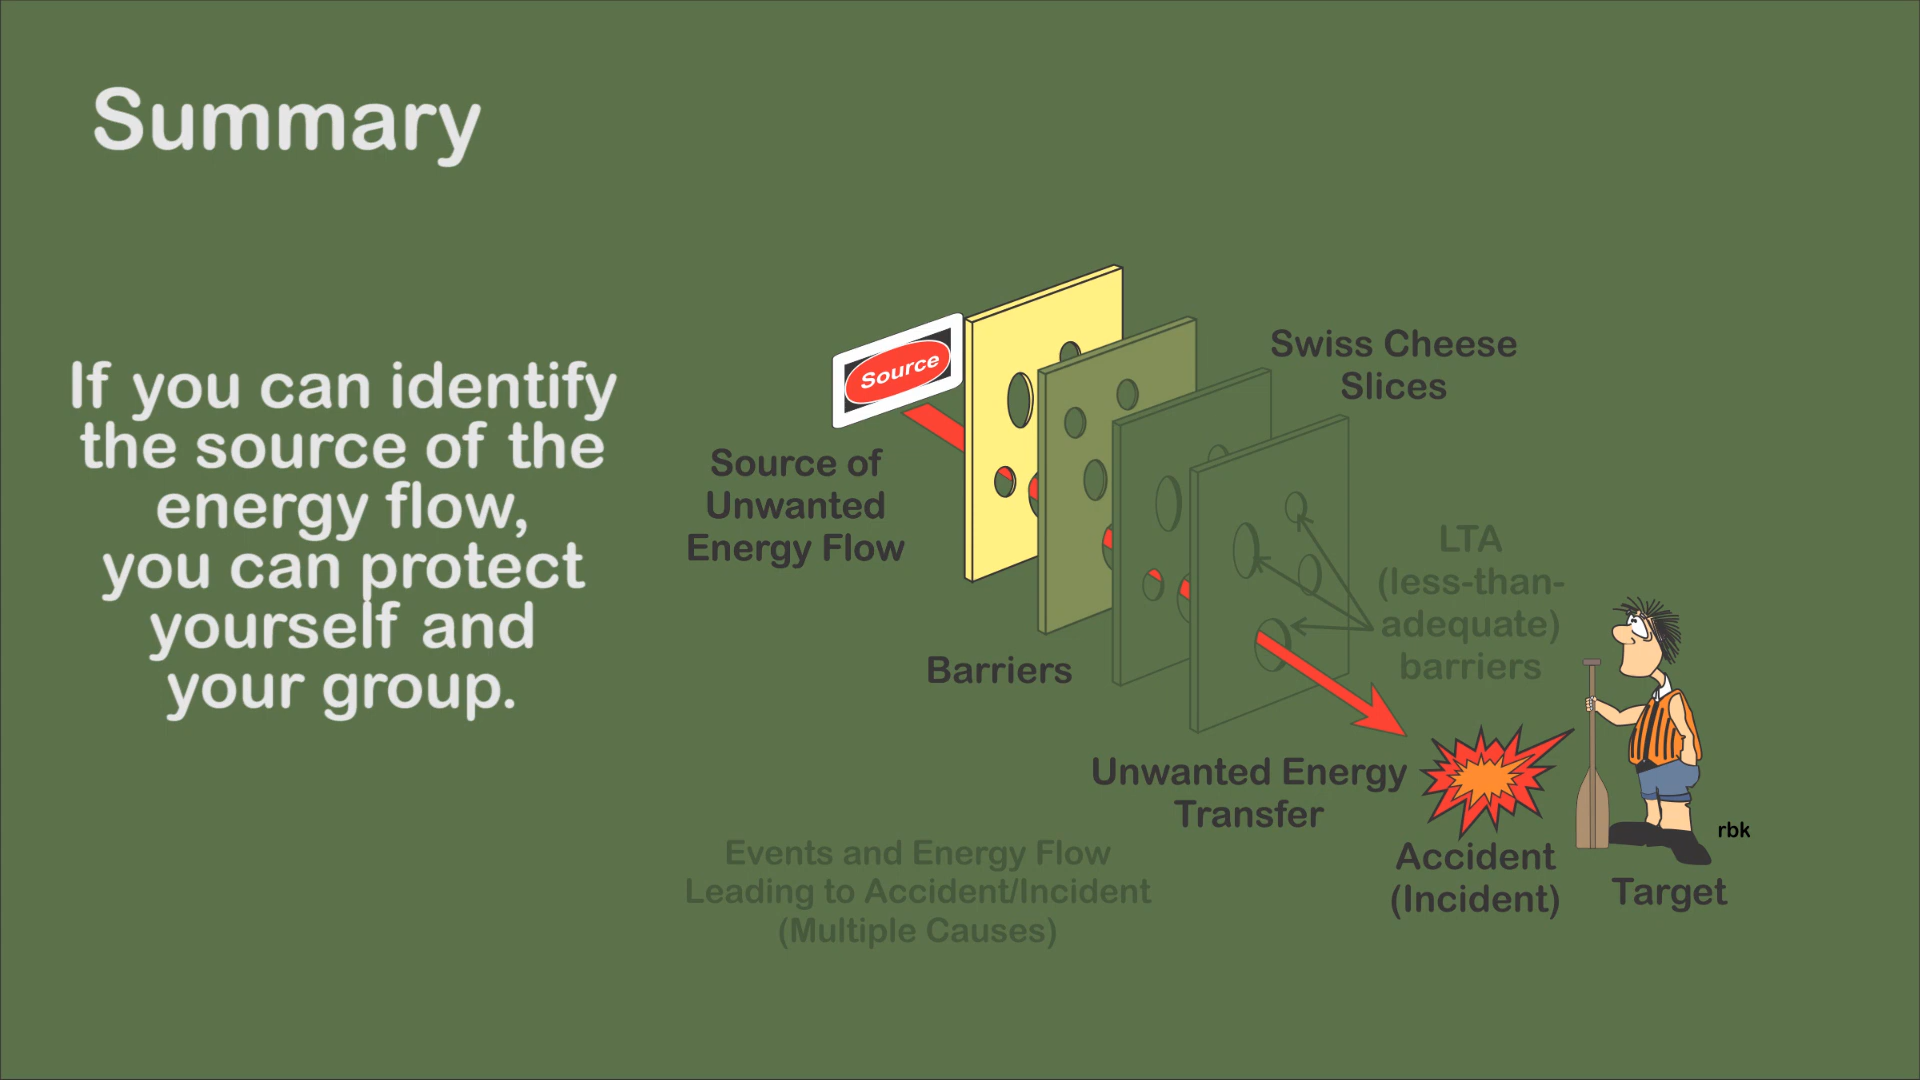 Summary
If you can identify
the source of the
energy flow,
you can protect
yourself and
your group.
Source
Source of
Unwanted
Energy Flow
Swiss Cheese
Slices
LTA
(less-than-
adequate)
barriers
Barriers
Unwanted Energy
Transfer
Accident
(Incident)
rbk
Target
Events and Energy Flow
Leading to Accident/Incident
(Multiple Causes)